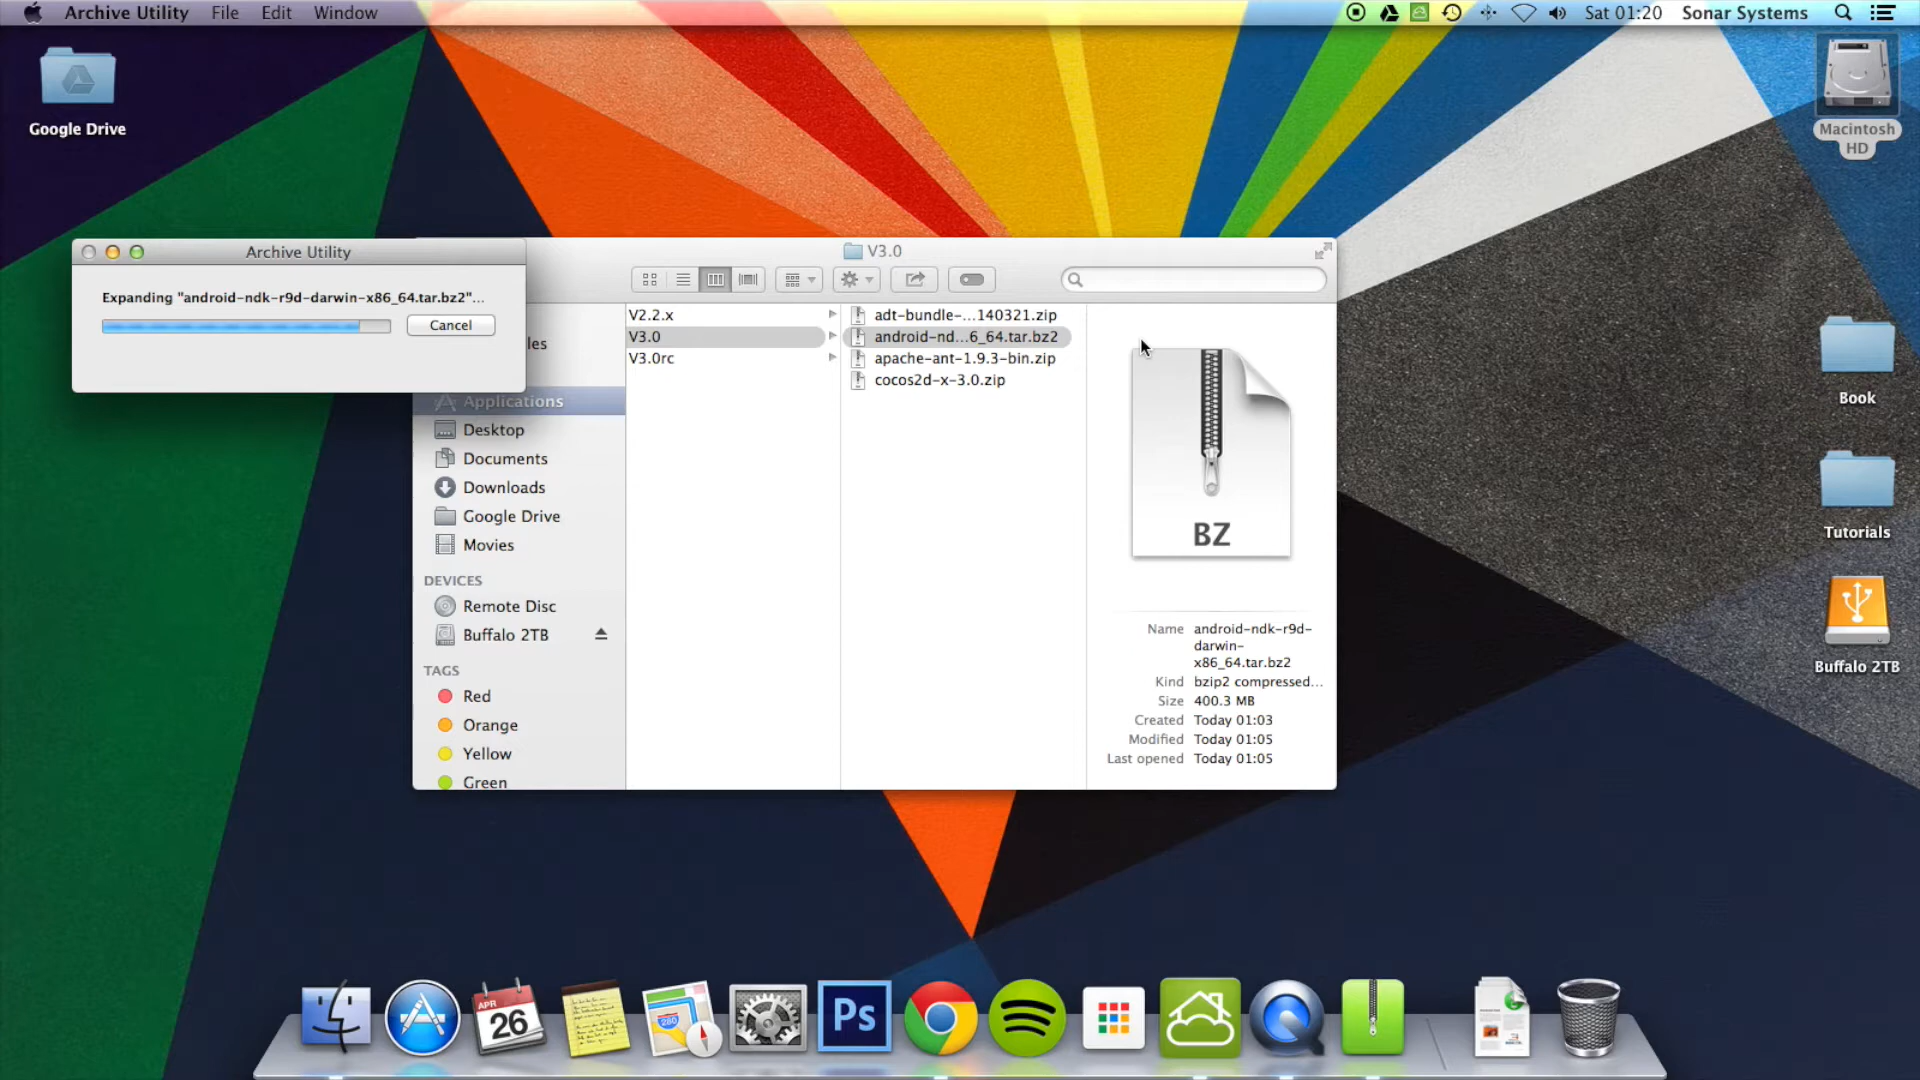 Archive Utility File Edit Window
Sat 01:20 Sonar Systems
Google Drive
Macintosh
HD
Archive Utility
Expanding "android-ndk-r9d-darwin-x86_64.tar.bz2"...
Cancel
V3.0
les
Applications
Desktop
Documents
Downloads
Google Drive
Movies
DEVICES
Remote Disc
Buffalo 2TB
TAGS
Red
Orange
Yellow
Green
V2.2.x
V3.0
V3.0rc
adt-bundle-...140321.zip
android-nd...6_64.tar.bz2
apache-ant-1.9.3-bin.zip
cocos2d-x-3.0.zip
BZ
Name android-ndk-r9d-
darwin-
x86_64.tar.bz2
Kind bzip2 compressed...
Size 400.3 MB
Created Today 01:03
Modified Today 01:05
Last opened Today 01:05
Book
Tutorials
Buffalo 2TB
APR
26
280
Ps